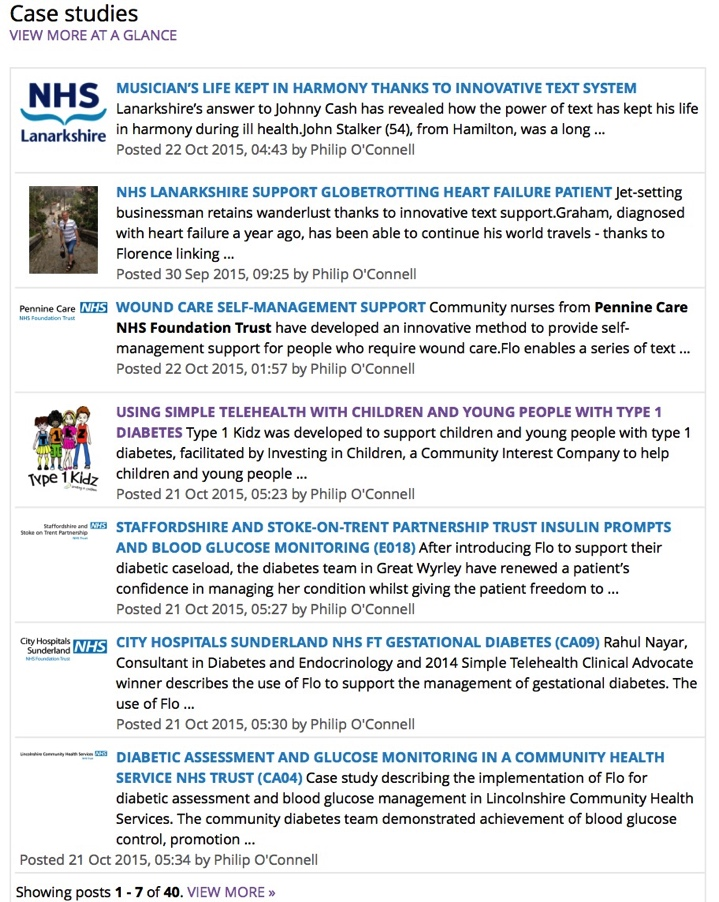 Case studies
VIEW MORE AT A GLANCE
NHS
Lanarkshire
MUSICIAN'S LIFE KEPT IN HARMONY THANKS TO INNOVATIVE TEXT SYSTEM
Lanarkshire's answer to Johnny Cash has revealed how the power of text has kept his life
in harmony during ill health.John Stalker (54), from Hamilton, was a long ...
Posted 22 Oct 2015, 04:43 by Philip O'Connell
NHS LANARKSHIRE SUPPORT GLOBETROTTING HEART FAILURE PATIENT Jet-setting
businessman retains wanderlust thanks to innovative text support.Graham, diagnosed
with heart failure a year ago, has been able to continue his world travels - thanks to
Florence linking ...
Posted 30 Sep 2015, 09:25 by Philip O'Connell
Pennine Care NHS
NHS Foundation Trust
WOUND CARE SELF-MANAGEMENT SUPPORT Community nurses from Pennine Care
NHS Foundation Trust have developed an innovative method to provide self-
management support for people who require wound care.Flo enables a series of text ...
Posted 22 Oct 2015, 01:57 by Philip O'Connell
Type 1 Kidz
USING SIMPLE TELEHEALTH WITH CHILDREN AND YOUNG PEOPLE WITH TYPE 1
DIABETES Type 1 Kidz was developed to support children and young people with type 1
diabetes, facilitated by Investing in Children, a Community Interest Company to help
children and young people ...
Posted 21 Oct 2015, 05:23 by Philip O'Connell
Staffordshire and NHS
Stoke on Trent Partnership
NHS Trust
STAFFORDSHIRE AND STOKE-ON-TRENT PARTNERSHIP TRUST INSULIN PROMPTS
AND BLOOD GLUCOSE MONITORING (E018) After introducing Flo to support their
diabetic caseload, the diabetes team in Great Wyrley have renewed a patient's
confidence in managing her condition whilst giving the patient freedom to ...
Posted 21 Oct 2015, 05:27 by Philip O'Connell
City Hospitals
Sunderland NHS
NHS Foundation Trust
CITY HOSPITALS SUNDERLAND NHS FT GESTATIONAL DIABETES (CA09) Rahul Nayar,
Consultant in Diabetes and Endocrinology and 2014 Simple Telehealth Clinical Advocate
winner describes the use of Flo to support the management of gestational diabetes. The
use of Flo ...
Posted 21 Oct 2015, 05:30 by Philip O'Connell
Lincolnshire Community Health Services NHS
NHS Trust
DIABETIC ASSESSMENT AND GLUCOSE MONITORING IN A COMMUNITY HEALTH
SERVICE NHS TRUST (CA04) Case study describing the implementation of Flo for
diabetic assessment and blood glucose management in Lincolnshire Community Health
Services. The community diabetes team demonstrated achievement of blood glucose
control, promotion ...
Posted 21 Oct 2015, 05:34 by Philip O'Connell
Showing posts 1 - 7 of 40. VIEW MORE »